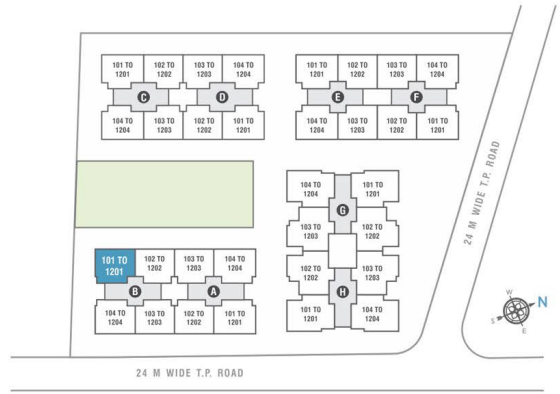 101 TO 102 TO 103 TO 104 TO
1201 1202 1203 1204
C D
104 TO 103 TO 102 TO 101 TO
1204 1203 1202 1201
101 TO 102 TO 103 TO 104 TO
1201 1202 1203 1204
E F
104 TO 103 TO 102 TO 101 TO
1204 1203 1202 1201
104 TO 101 TO
1204 1201
G
103 TO 102 TO
1203 1202
102 TO 103 TO
1202 1203
H
101 TO 104 TO
1201 1204
101 TO 102 TO 103 TO 104 TO
1201 1202 1203 1204
B A
104 TO 103 TO 102 TO 101 TO
1204 1203 1202 1201
24 M WIDE T.P. ROAD
W
N
S
E
24 M WIDE T.P. ROAD